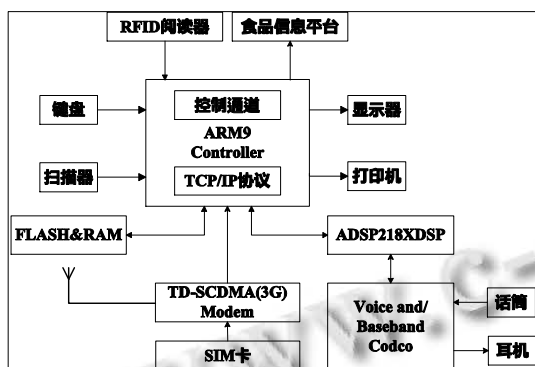 RFID阅读器
食品信息平台
键盘
控制通道
显示器
ARM9
Controller
扫描器
TCP/IP协议
打印机
FLASH&RAM
ADSP218XDSP
TD-SCDMA(3G)
Modem
Voice and/
Baseband
Codco
话筒
耳机
SIM卡